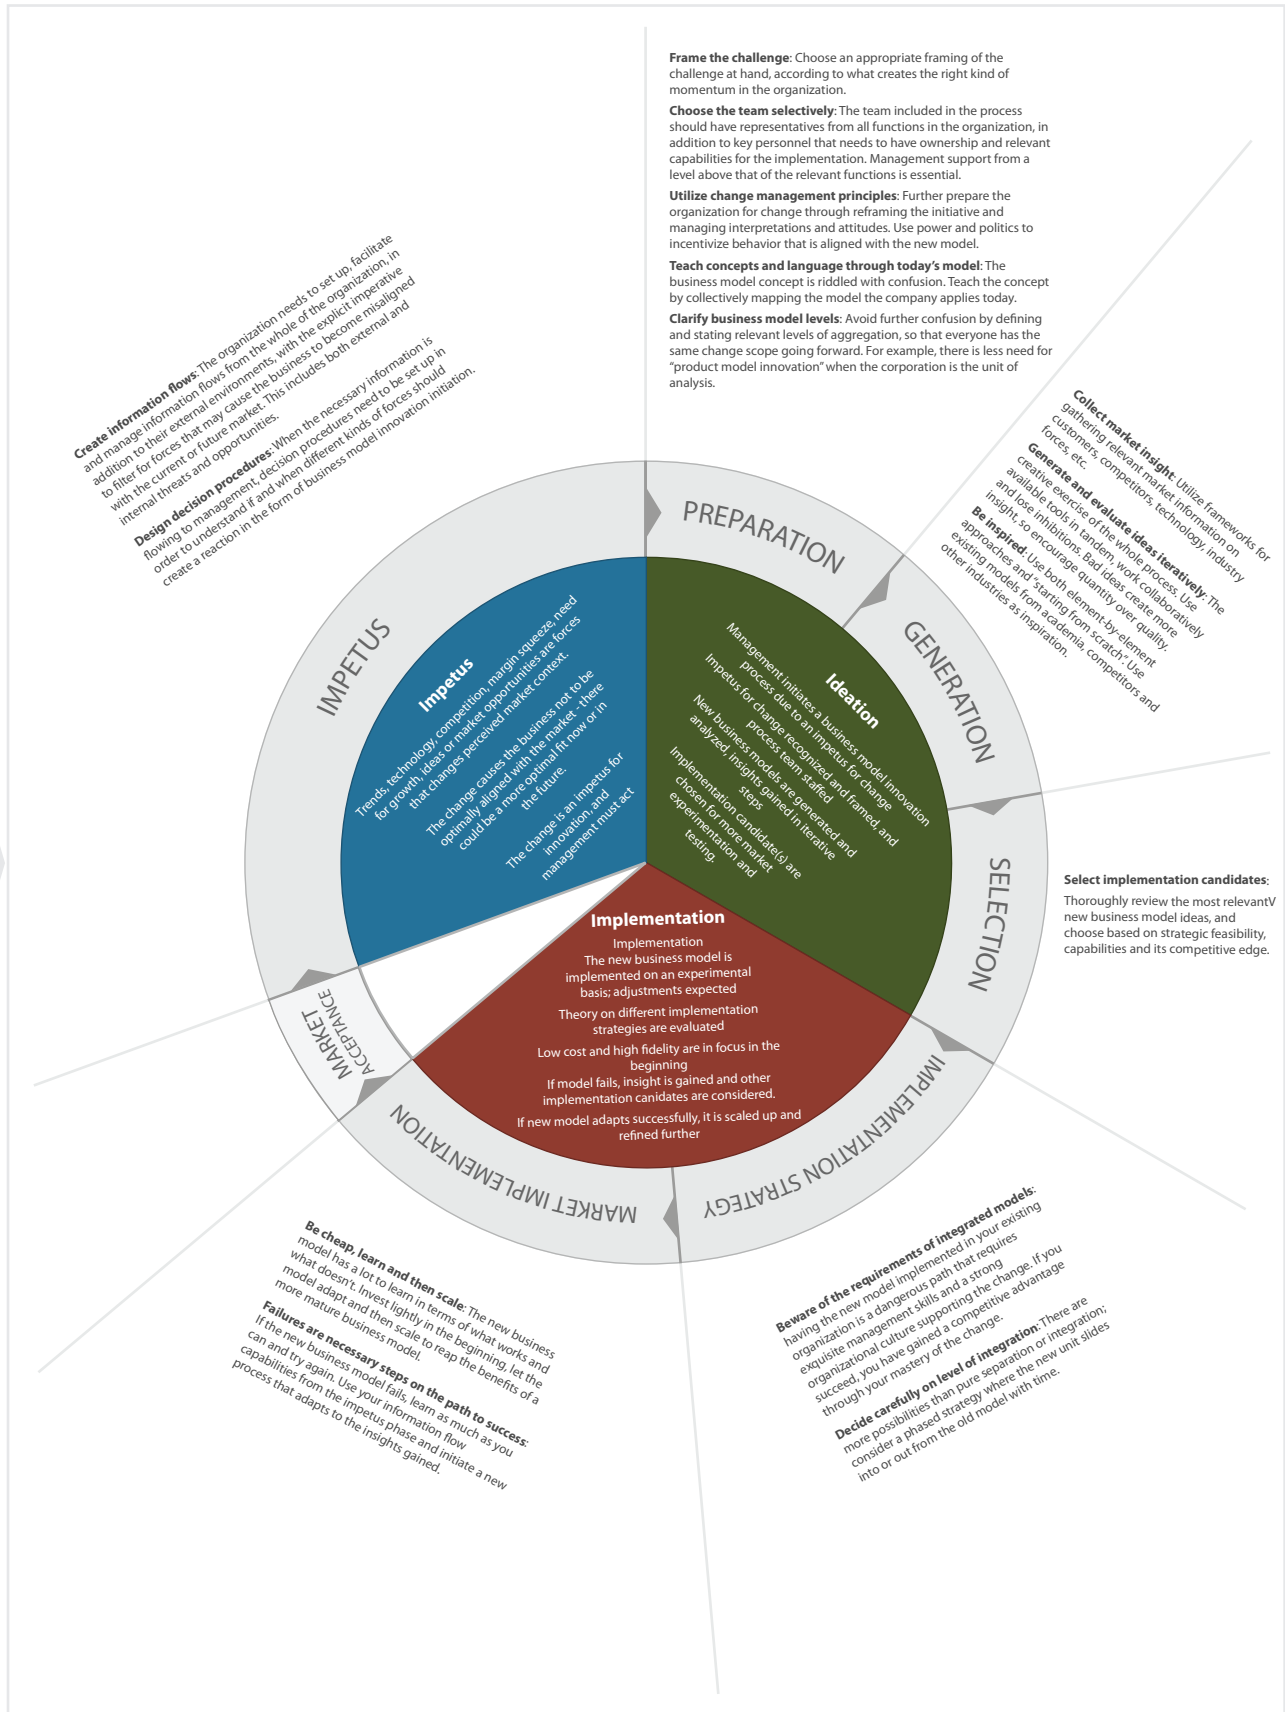 Frame the challenge: Choose an appropriate framing of the
challenge at hand, according to what creates the right kind of
momentum in the organization.
Choose the team selectively: The team included in the process
should have representatives from all functions in the organization, in
addition to key personnel that needs to have ownership and relevant
capabilities for the implementation. Management support from a
level above that of the relevant functions is essential.
Utilize change management principles: Further prepare the
organization for change through reframing the initiative and
managing interpretations and attitudes. Use power and politics to
incentivize behavior that is aligned with the new model.
Teach concepts and language through today's model: The
business model concept is riddled with confusion. Teach the concept
by collectively mapping the model the company applies today.
Clarify business model levels: Avoid further confusion by defining
and stating relevant levels of aggregation, so that everyone has the
same change scope going forward. For example, there is less need for
"product model innovation" when the corporation is the unit of
analysis.
Create information flows: The organization needs to set up, facilitate
and manage information flows from the whole of the organization, in
addition to their external environments, with the explicit imperative
to filter for forces that may cause the business to become misaligned
with the current or future market. This includes both external and
internal threats and opportunities.
Design decision procedures: When the necessary information is
flowing to management, decision procedures need to be set up in
order to understand if and when different kinds of forces should
create a reaction in the form of business model innovation initiation.
Collect market insight: Utilize frameworks for
gathering relevant market information on
customers, competitors, technology, industry
forces, etc.
Generate and evaluate ideas iteratively: The
creative exercise of the whole process. Use
available tools in tandem, work collaboratively
and lose inhibitions. Bad ideas create more
insight, so encourage quantity over quality.
Be inspired: Use both element-by-element
approaches and "starting from scratch". Use
existing models from academia, competitors and
other industries as inspiration.
PREPARATION
GENERATION
SELECTION
IMPLEMENTATION STRATEGY
MARKET IMPLEMENTATION
MARKET
ACCEPTANCE
IMPETUS
Impetus
Trends, technology, competition, margin squeeze, need
for growth, ideas or market opportunities are forces
that changes perceived market context.
The change causes the business not to be
optimally aligned with the market - there
could be a more optimal fit now or in
the future.
The change is an impetus for
innovation, and
management must act
Ideation
Management initiates a business model innovation
process due to an impetus for change
Impetus for change recognized and framed, and
process team staffed
New business models are generated and
analyzed, insights gained in iterative
steps
Implementation candidate(s) are
chosen for more market
experimentation and
testing.
Select implementation candidates:
Thoroughly review the most relevantV
new business model ideas, and
choose based on strategic feasibility,
capabilities and its competitive edge.
Implementation
Implementation
The new business model is
implemented on an experimental
basis; adjustments expected
Theory on different implementation
strategies are evaluated
Low cost and high fidelity are in focus in the
beginning
If model fails, insight is gained and other
implementation canidates are considered.
If new model adapts successfully, it is scaled up and
refined further
Beware of the requirements of integrated models:
having the new model implemented in your existing
organization is a dangerous path that requires
exquisite management skills and a strong
organizational culture supporting the change. If you
succeed, you have gained a competitive advantage
through your mastery of the change.
Decide carefully on level of integration: There are
more possibilities than pure separation or integration;
consider a phased strategy where the new unit slides
into or out from the old model with time.
Be cheap, learn and then scale: The new business
model has a lot to learn in terms of what works and
what doesn't. Invest lightly in the beginning, let the
model adapt and then scale to reap the benefits of a
more mature business model.
Failures are necessary steps on the path to success:
If the new business model fails, learn as much as you
can and try again. Use your information flow
capabilities from the impetus phase and initiate a new
process that adapts to the insights gained.